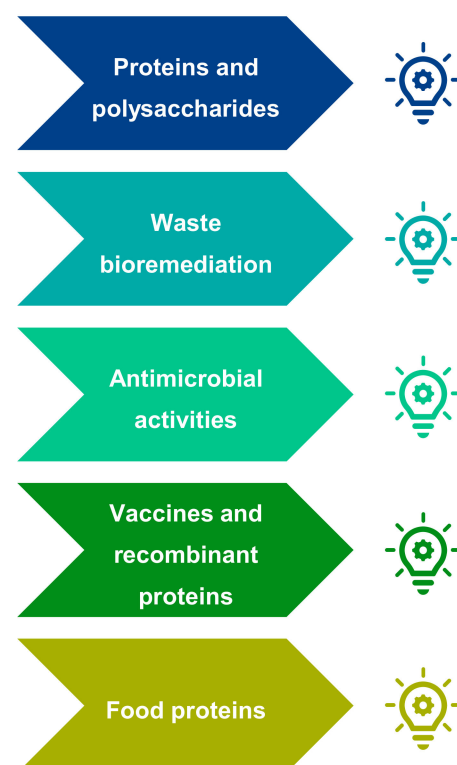 Proteins and
polysaccharides
Waste
bioremediation
Antimicrobial
activities
Vaccines and
recombinant
proteins
Food proteins